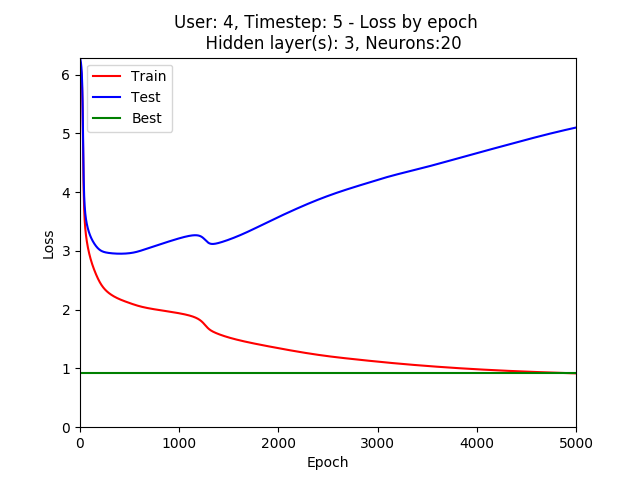 User: 4, Timestep: 5 - Loss by epoch
Hidden layer(s): 3, Neurons:20
Train
Test
Best
Loss
6
5
4
3
2
1
0
0 1000 2000 3000 4000 5000
Epoch